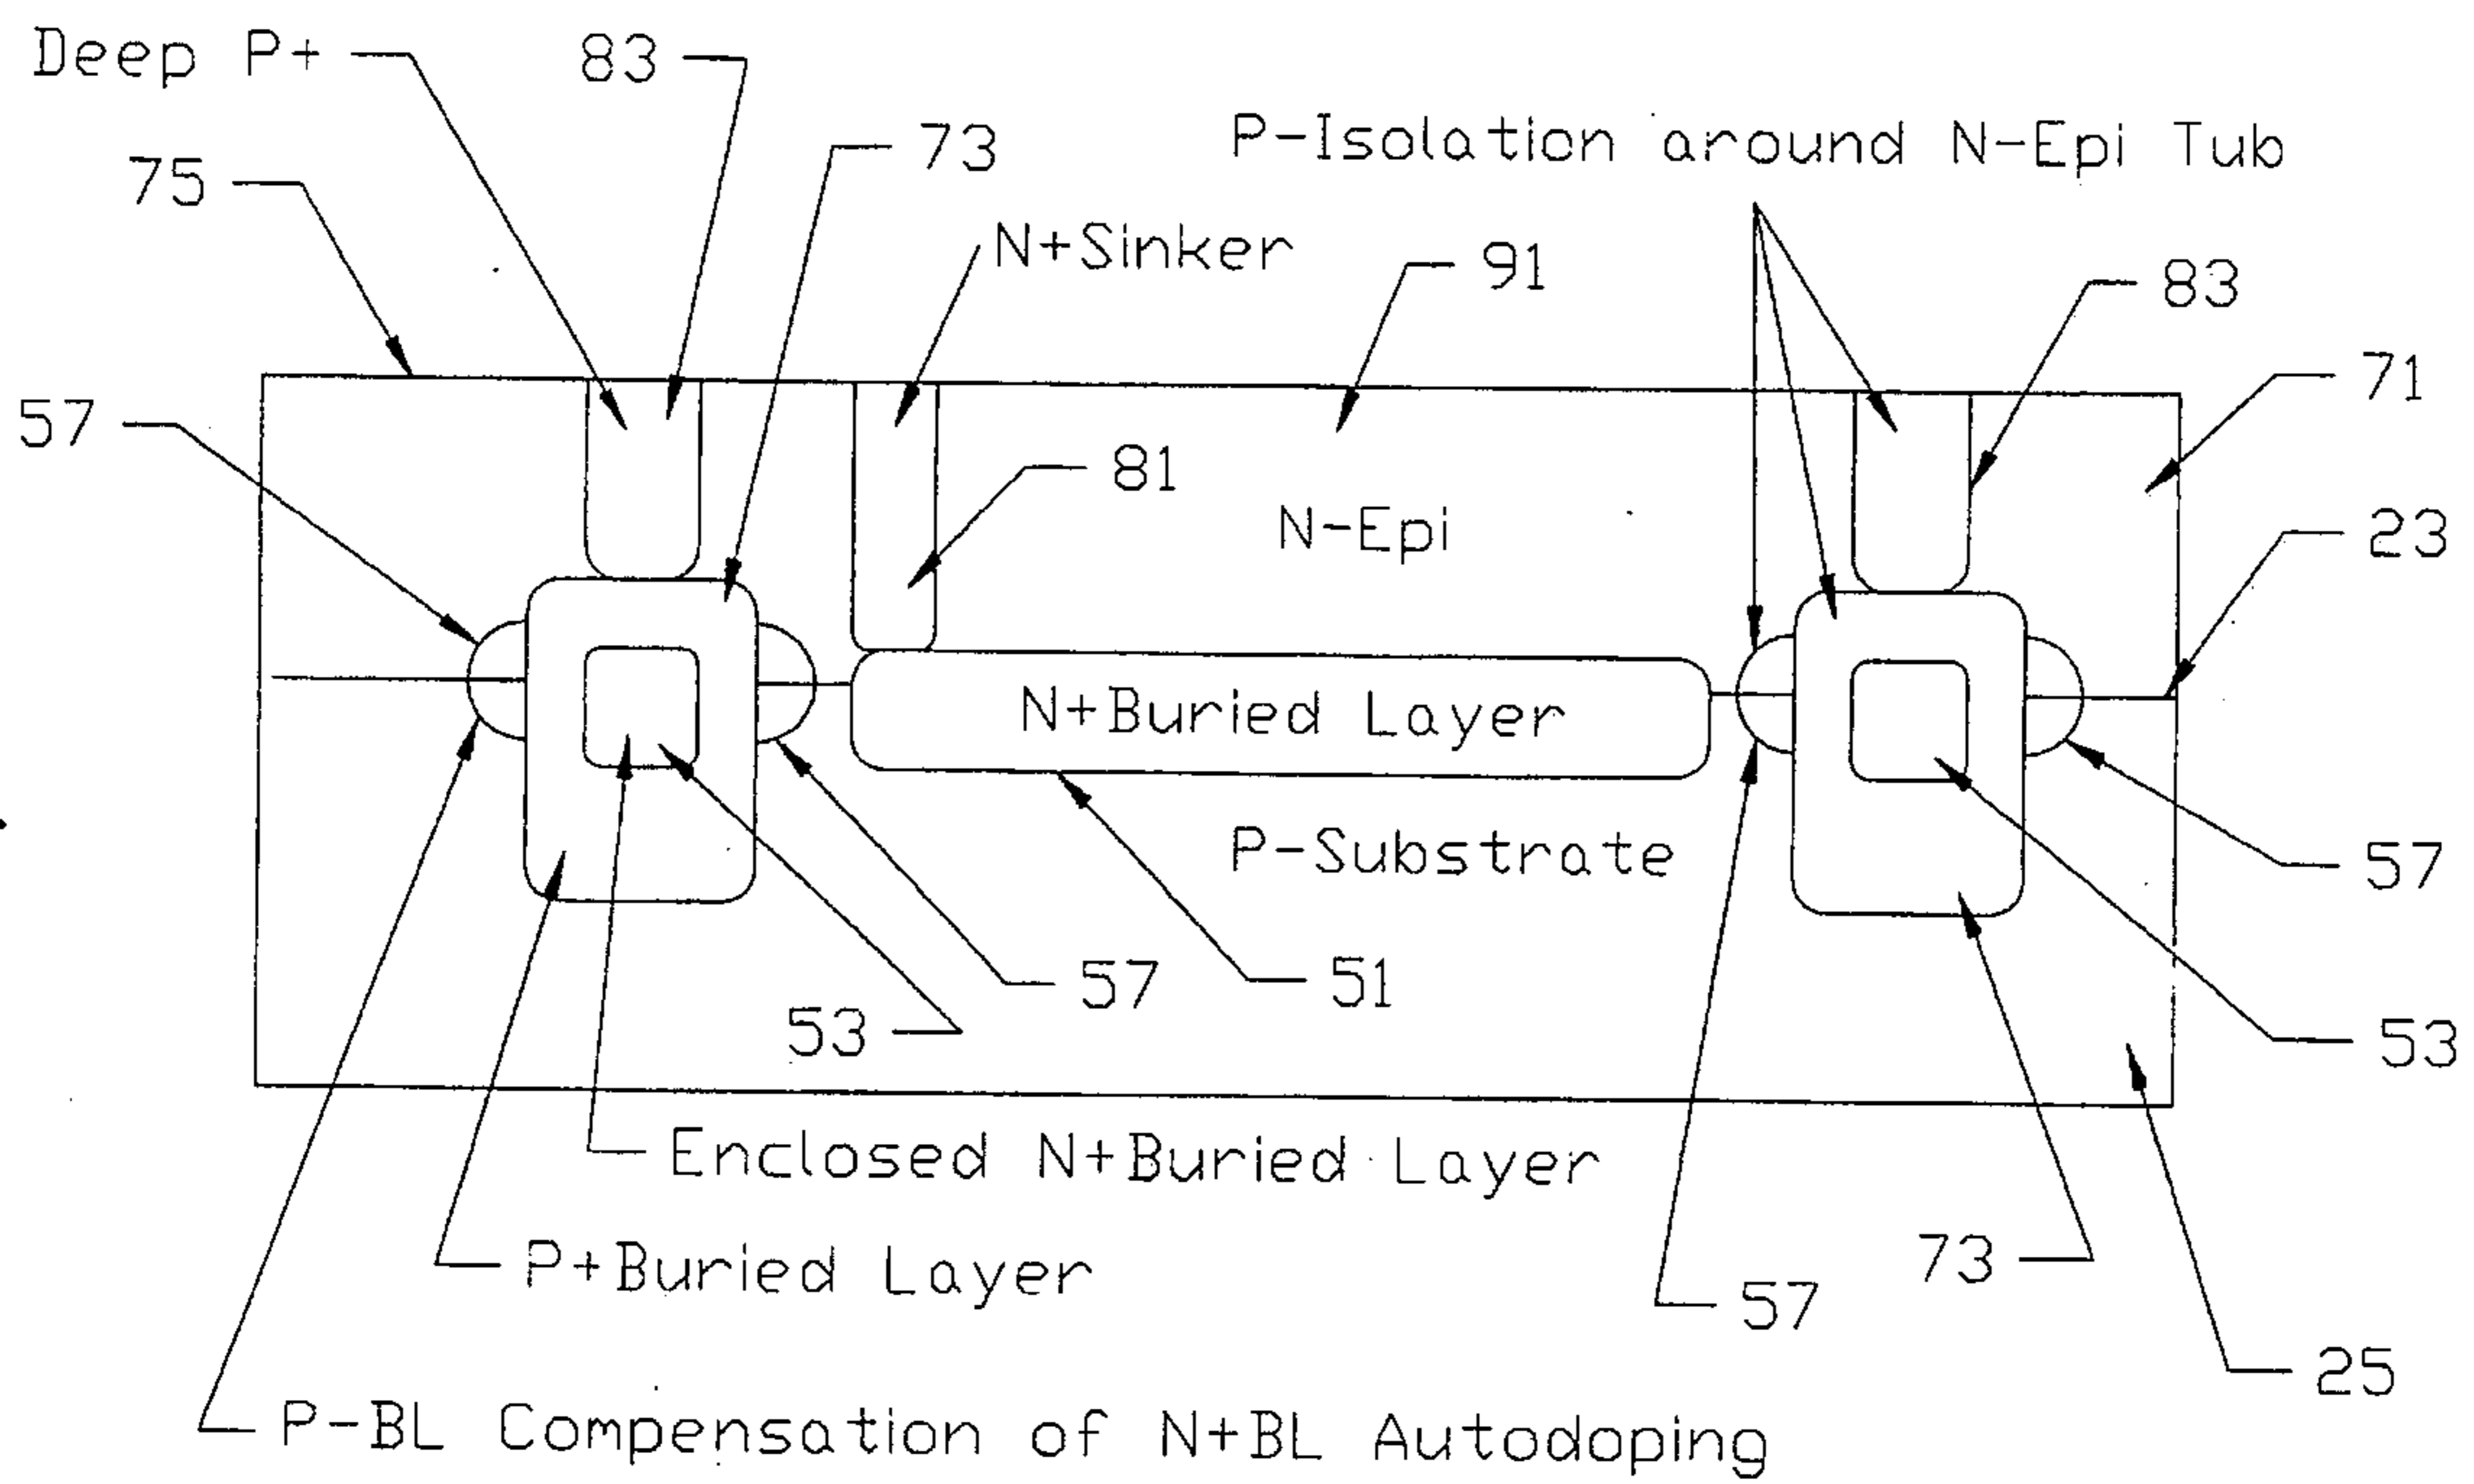 Deep P+
83
73
P-Isolation around N-Epi Tub
75
N+Sinker
91
83
71
57
81
N-Epi
23
N+Buried Layer
P-Substrate
57
57
51
53
53
Enclosed N+Buried Layer
P+Buried Layer
73
57
25
P-BL Compensation of N+BL Autodoping